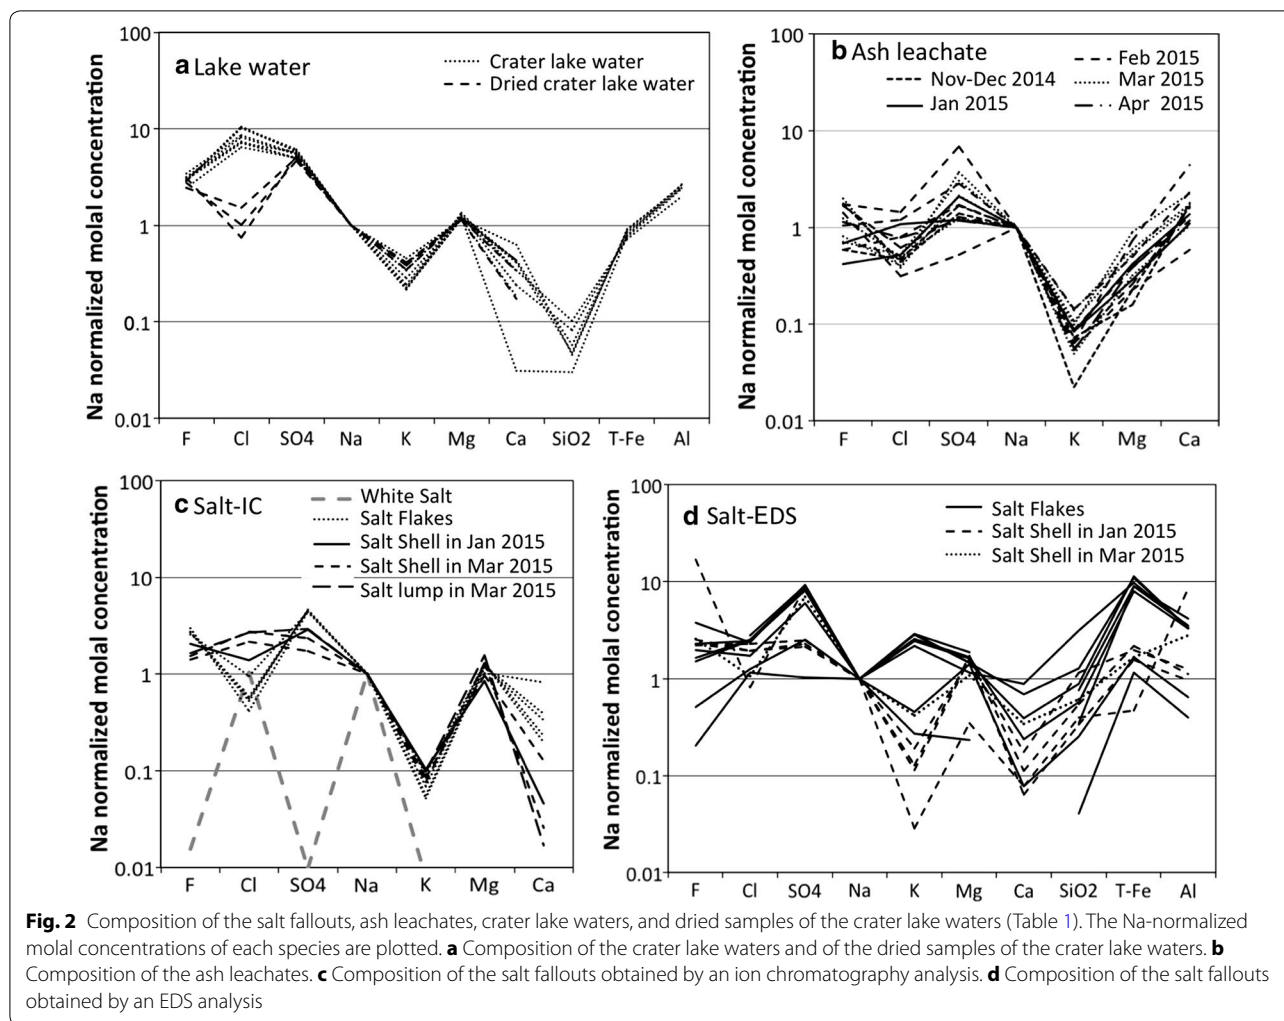 a Lake water
Crater lake water
Dried crater lake water
Na normalized molal concentration
100
10
1
0.1
0.01
F Cl SO4 Na K Mg Ca SiO2 T-Fe Al
b Ash leachate
Nov-Dec 2014
Jan 2015
Feb 2015
Mar 2015
Apr 2015
Na normalized molal concentration
100
10
1
0.1
0.01
F Cl SO4 Na K Mg Ca
c Salt-IC
White Salt
Salt Flakes
Salt Shell in Jan 2015
Salt Shell in Mar 2015
Salt lump in Mar 2015
Na normalized molal concentration
100
10
1
0.1
0.01
F Cl SO4 Na K Mg Ca
d Salt-EDS
Salt Flakes
Salt Shell in Jan 2015
Salt Shell in Mar 2015
Na normalized molal concentration
100
10
1
0.1
0.01
F Cl SO4 Na K Mg Ca SiO2 T-Fe Al
Fig. 2 Composition of the salt fallouts, ash leachates, crater lake waters, and dried samples of the crater lake waters (Table 1). The Na-normalized
molal concentrations of each species are plotted. a Composition of the crater lake waters and of the dried samples of the crater lake waters. b
Composition of the ash leachates. c Composition of the salt fallouts obtained by an ion chromatography analysis. d Composition of the salt fallouts
obtained by an EDS analysis